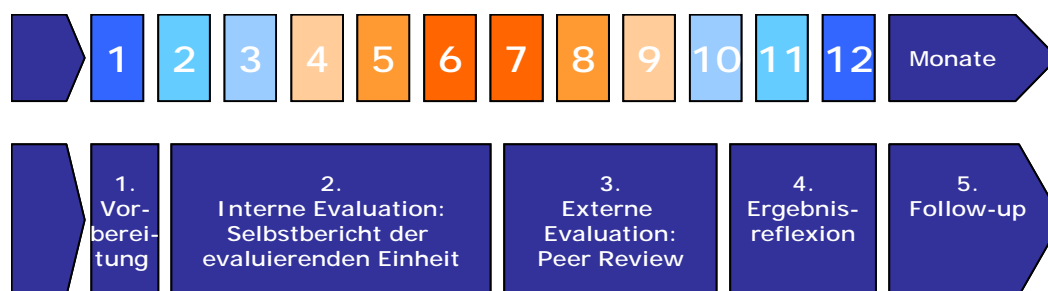 1 2 3 4 5 6 7 8 9 10 11 12 Monate
1.
Vor-
berei-
tung
2.
Interne Evaluation:
Selbstbericht der
evaluierenden Einheit
3.
Externe
Evaluation:
Peer Review
4.
Ergebnis-
reflexion
5.
Follow-up